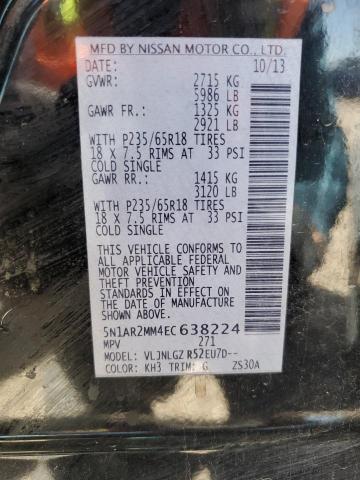 MFD BY NISSAN MOTOR CO., LTD.
DATE: 10/13
GVWR: 2715 KG
5986 LB
GAWR FR.: 1325 KG
2921 LB
WITH P235/65R18 TIRES
18 X 7.5 RIMS AT 33 PSI
COLD SINGLE
GAWR RR.: 1415 KG
3120 LB
WITH P235/65R18 TIRES
18 X 7.5 RIMS AT 33 PSI
COLD SINGLE
THIS VEHICLE CONFORMS TO
ALL APPLICABLE FEDERAL
MOTOR VEHICLE SAFETY AND
THEFT PREVENTION STANDARDS
IN EFFECT ON THE DATE OF
MANUFACTURE SHOWN ABOVE.
5N1AR2MM4EC638224
MPV 271
MODEL: VLJNLGZ R52EU7D--
COLOR: KH3 TRIM: G ZS30A